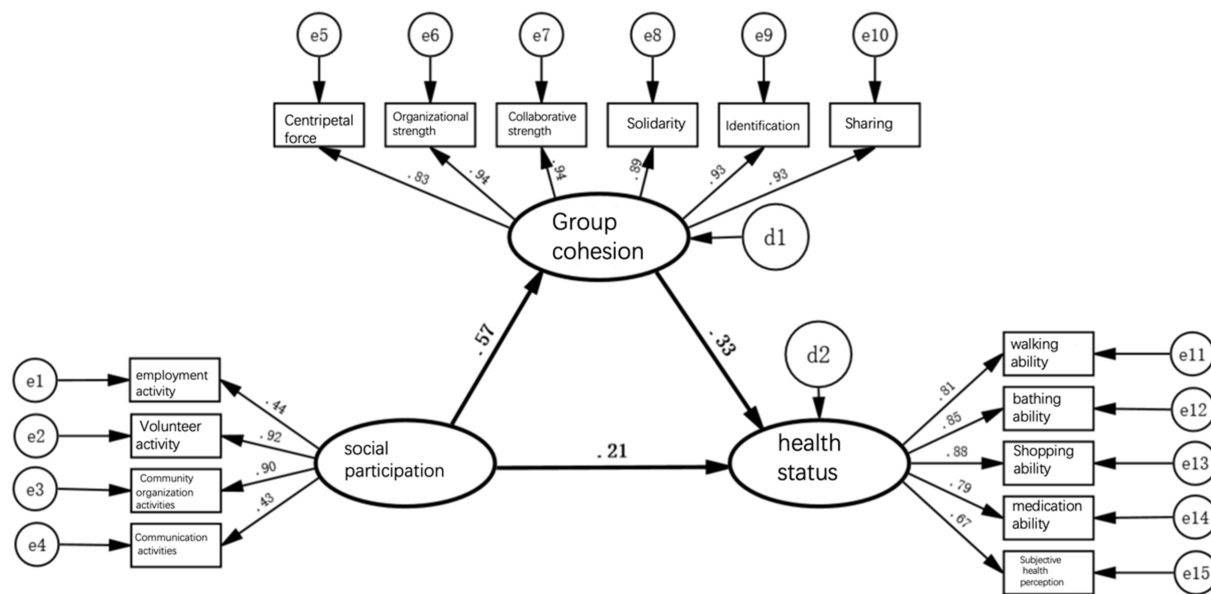 e5
e6
e7
e8
e9
e10
Centripetal
force
Organizational
strength
Collaborative
strength
Solidarity
Identification
Sharing
.83
.94
.94
.89
.93
.93
Group
cohesion
d1
.57
.33
d2
e1
employment
activity
.44
e2
Volunteer
activity
.92
e3
Community
organization
activities
.90
e4
Communication
activities
.43
social
participation
.21
health
status
.81
walking
ability
e11
.85
bathing
ability
e12
.88
Shopping
ability
e13
.79
medication
ability
e14
.67
Subjective
health
perception
e15